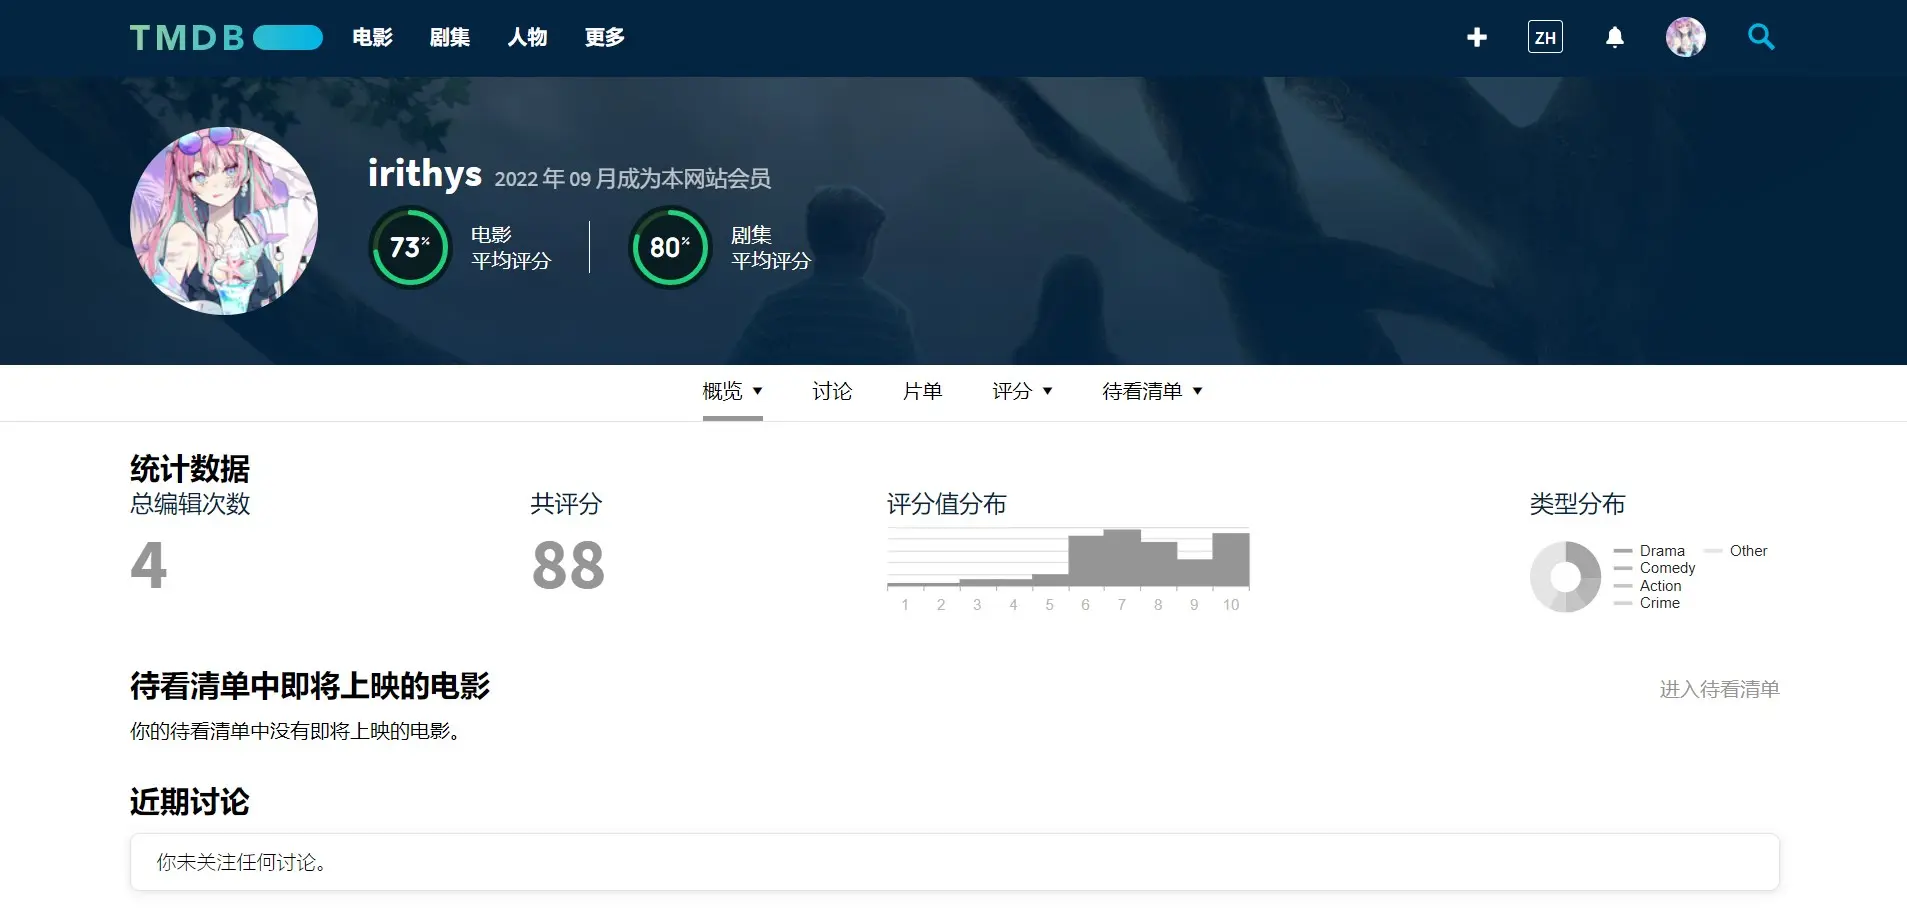 TMDB 电影 剧集 人物 更多 ZH
irithys 2022 年 09 月成为本网站会员
73% 电影 平均评分 80% 剧集 平均评分
概览 讨论 片单 评分 待看清单
统计数据
总编辑次数
4
共评分
88
评分值分布
1 2 3 4 5 6 7 8 9 10
类型分布
Drama
Comedy
Action
Crime
Other
待看清单中即将上映的电影
进入待看清单
你的待看清单中没有即将上映的电影。
近期讨论
你未关注任何讨论。